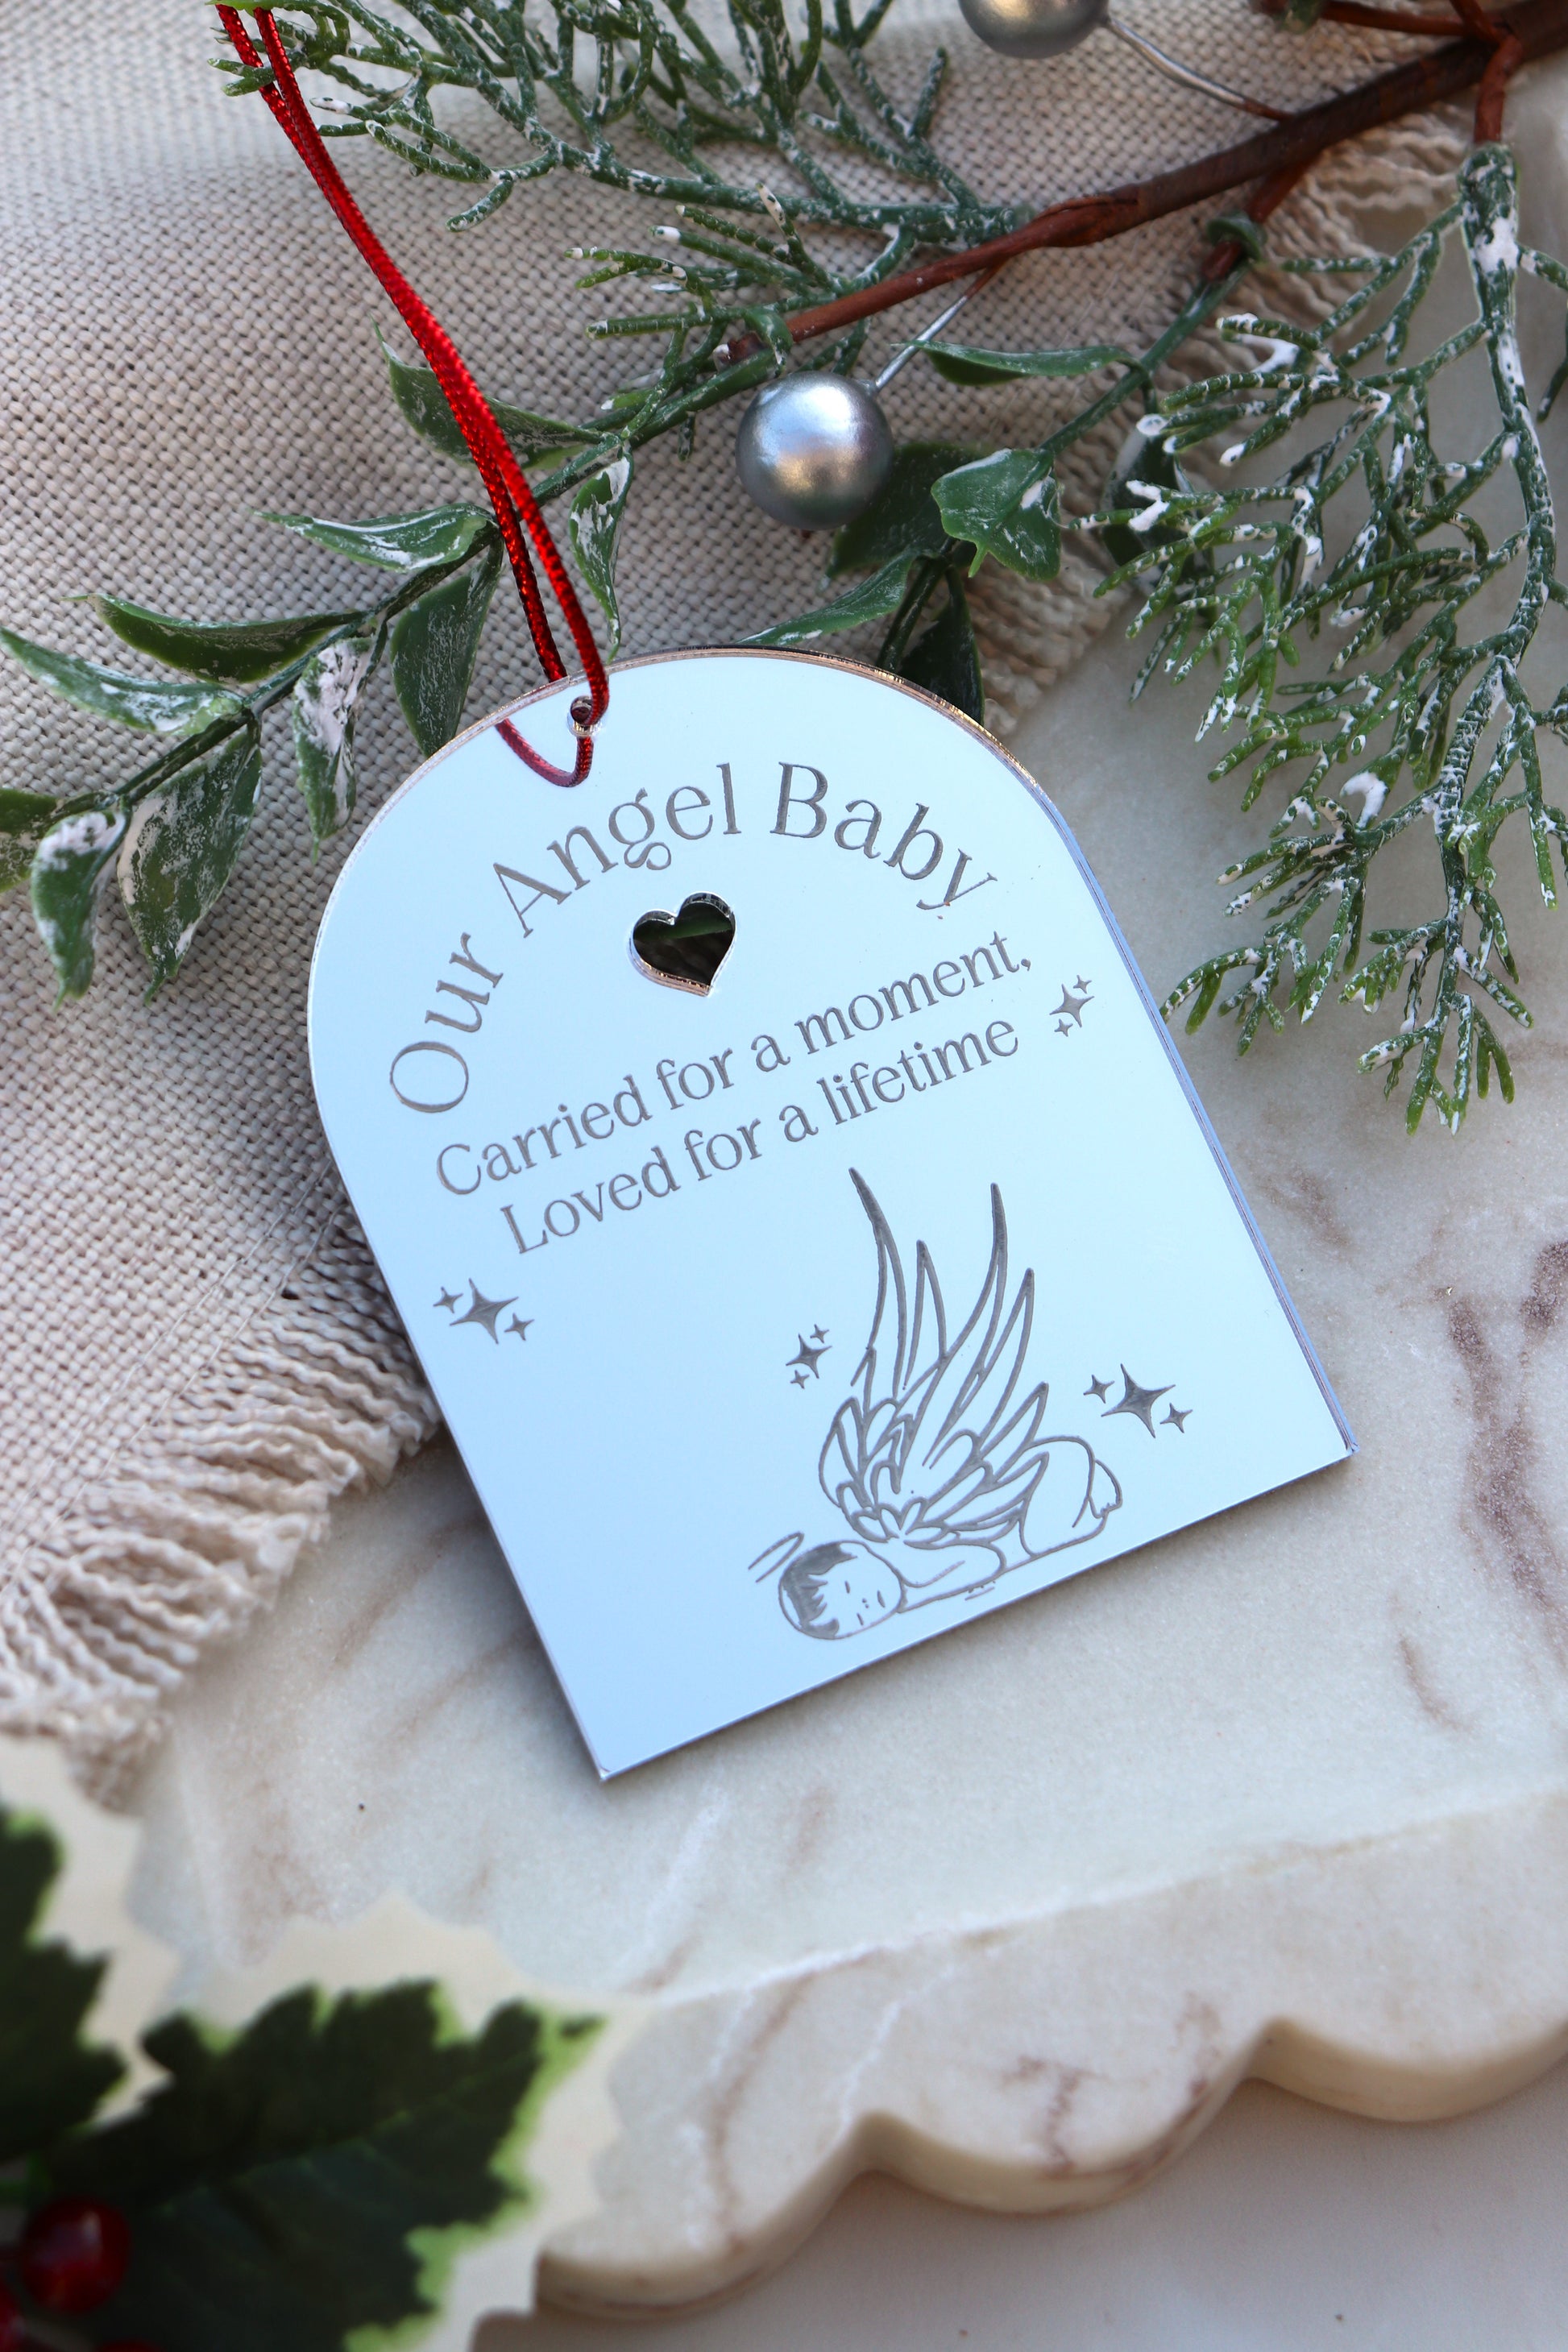 Our Angel Baby
Carried for a moment,
Loved for a lifetime